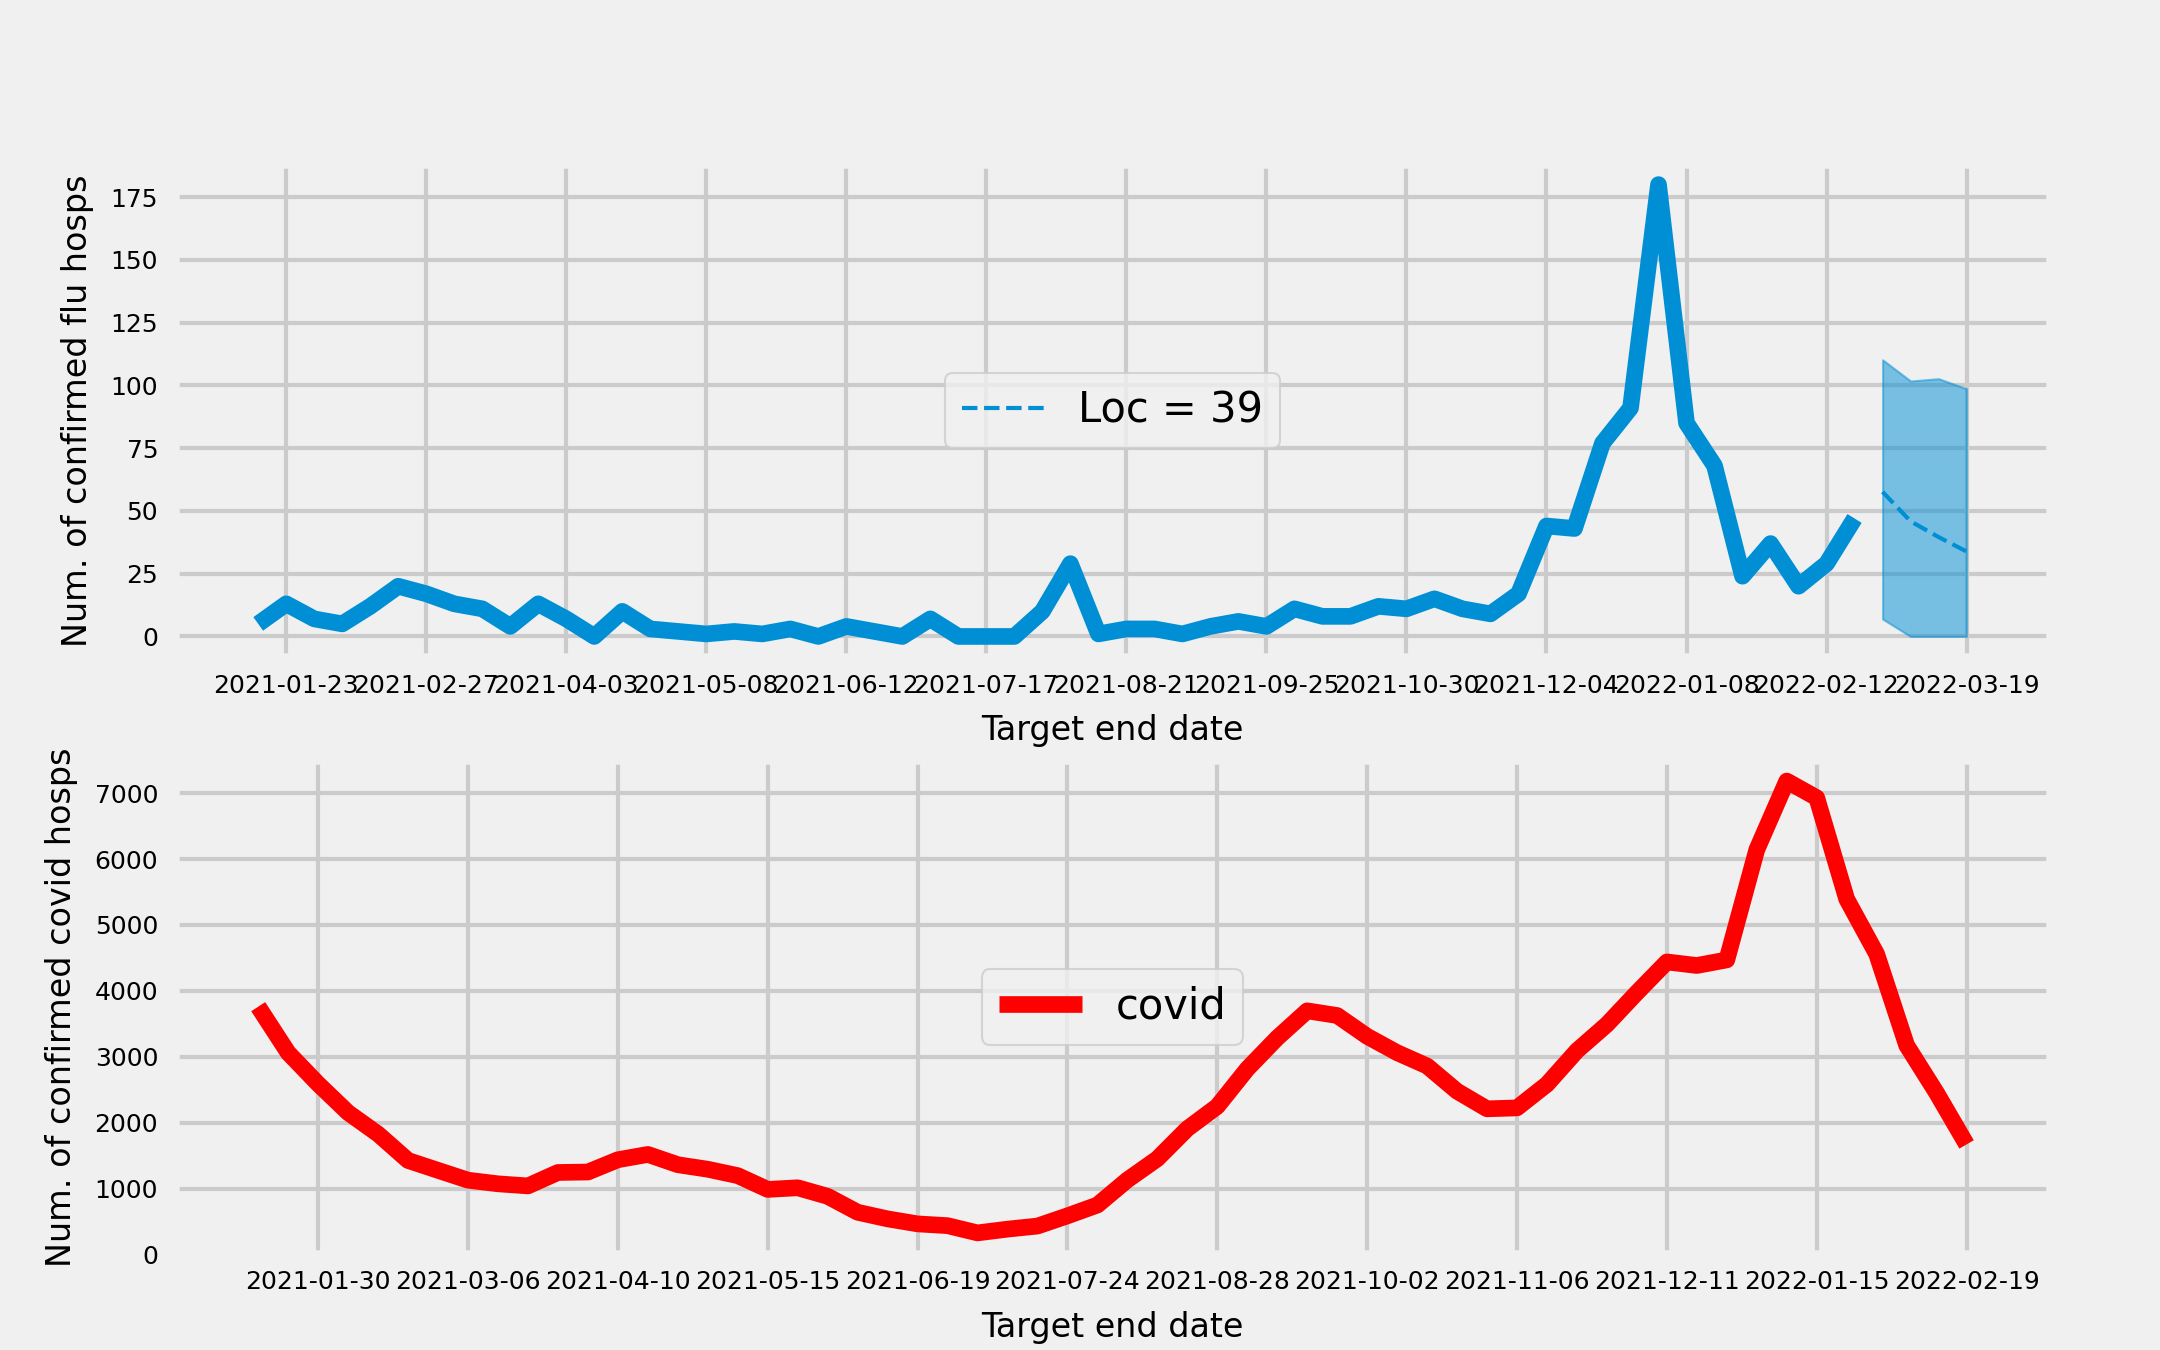 Num. of confirmed flu hosps
175
150
125
100
75
50
25
0
Loc = 39
2021-01-23 2021-02-27 2021-04-03 2021-05-08 2021-06-12 2021-07-17 2021-08-21 2021-09-25 2021-10-30 2021-12-04 2022-01-08 2022-02-12 2022-03-19
Target end date
Num. of confirmed covid hosps
7000
6000
5000
4000
3000
2000
1000
0
covid
2021-01-30 2021-03-06 2021-04-10 2021-05-15 2021-06-19 2021-07-24 2021-08-28 2021-10-02 2021-11-06 2021-12-11 2022-01-15 2022-02-19
Target end date